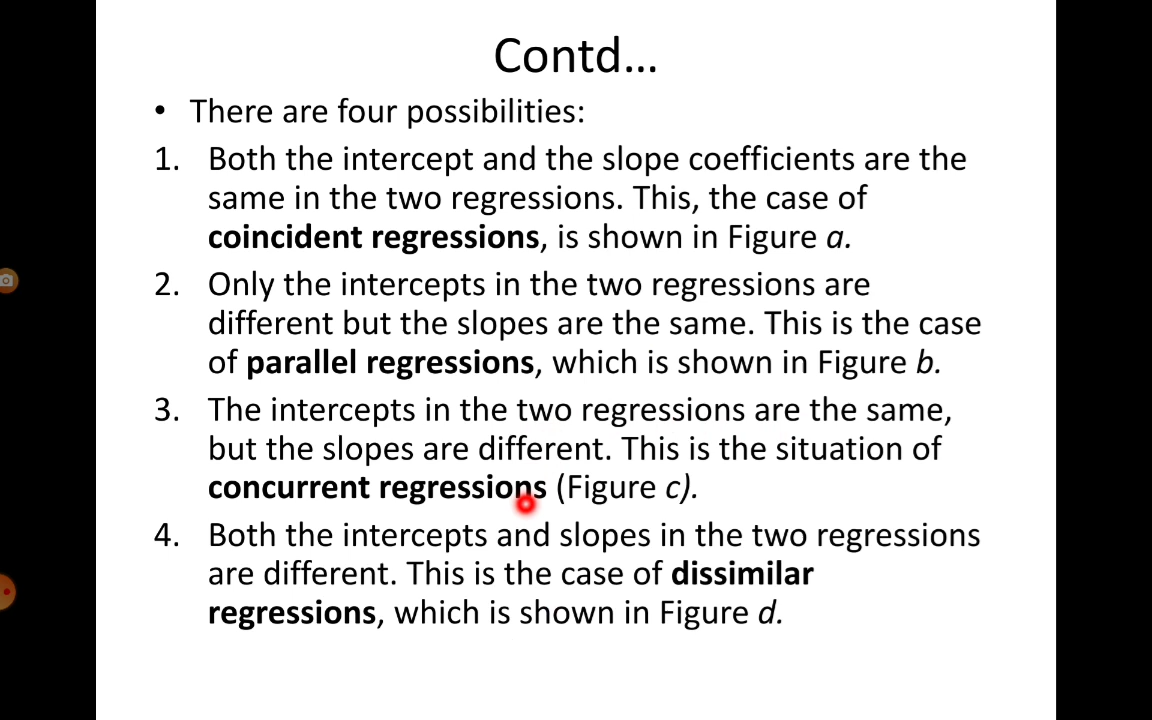 Contd…
• There are four possibilities:
1. Both the intercept and the slope coefficients are the
same in the two regressions. This, the case of
coincident regressions, is shown in Figure a.
2. Only the intercepts in the two regressions are
different but the slopes are the same. This is the case
of parallel regressions, which is shown in Figure b.
3. The intercepts in the two regressions are the same,
but the slopes are different. This is the situation of
concurrent regressions (Figure c).
4. Both the intercepts and slopes in the two regressions
are different. This is the case of dissimilar
regressions, which is shown in Figure d.